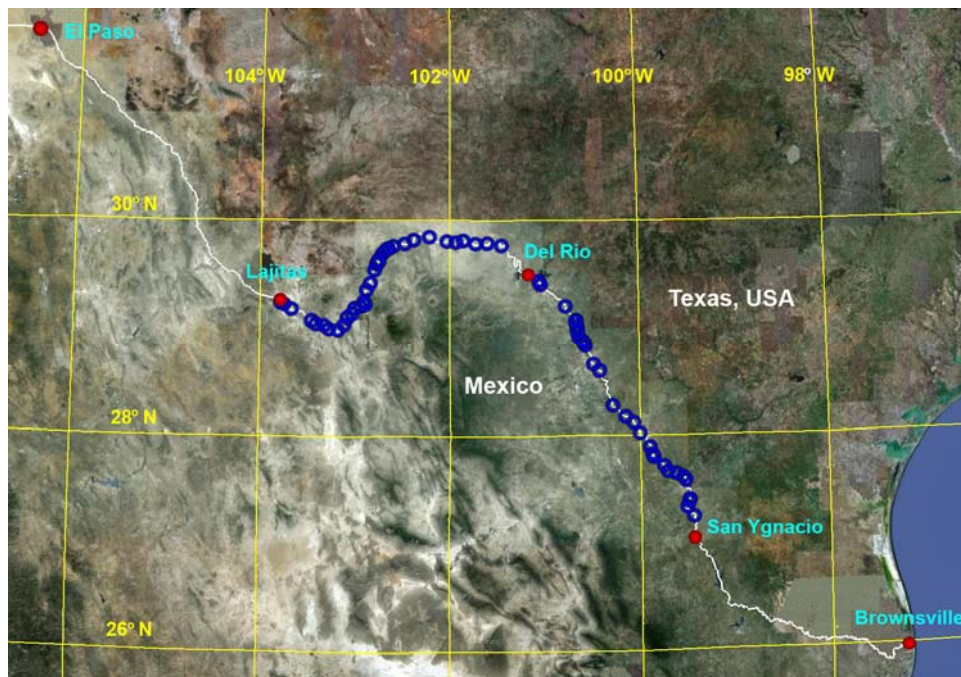 El Paso
104°W
102°W
100°W
98°W
30° N
Del Rio
Lajitas
Texas, USA
Mexico
28° N
San Ygnacio
Brownsville
26° N